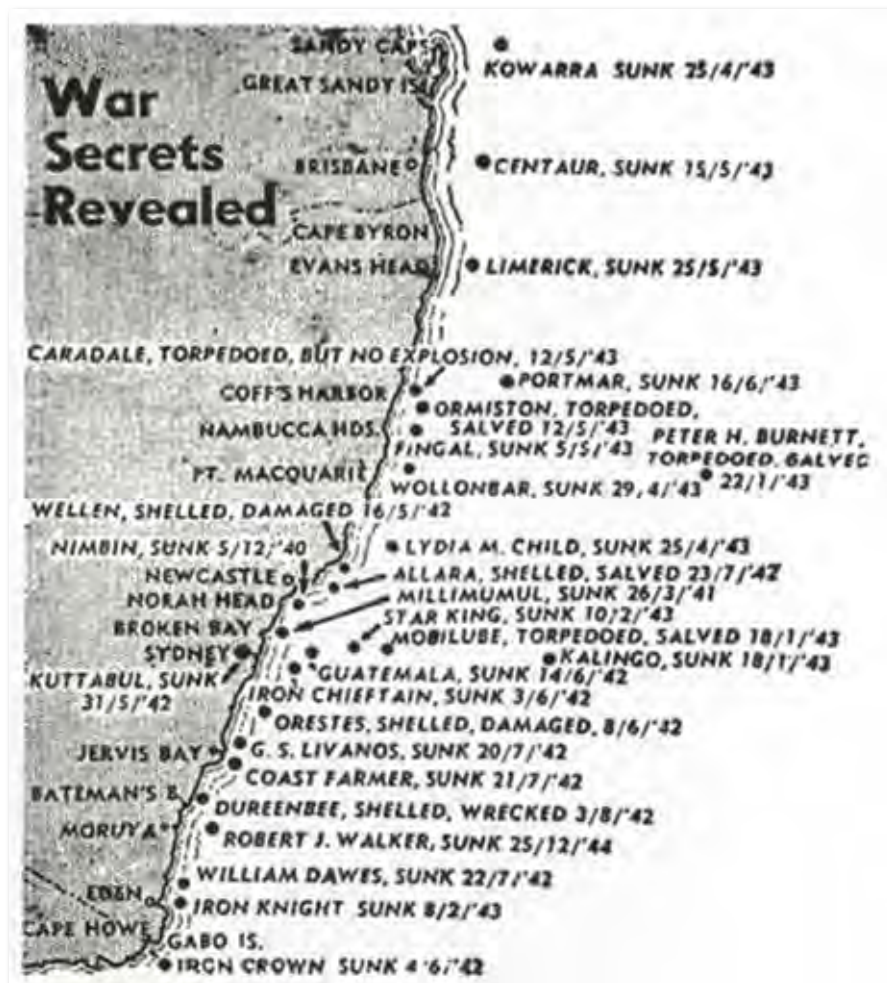 War
Secrets
Revealed
SANDY CAPE
KOWARRA SUNK 25/4/'43
GREAT SANDY IS.
BRISBANE
CENTAUR, SUNK 15/5/'43
CAPE BYRON
EVANS HEAD
LIMERICK, SUNK 25/5/'43
CARADALE, TORPEDOED, BUT NO EXPLOSION, 12/5/'43
COFF'S HARBOR
PORTMAR, SUNK 16/6/'43
ORMISTON, TORPEDOED,
SALVED 12/5/'43
NAMBUCCA HDS.
FINGAL, SUNK 5/5/'43
PETER H. BURNETT,
TORPEDOED, SALVED
22/1/'43
PT. MACQUARIE
WOLLONBAR, SUNK 29/4/'43
WELLEN, SHELLED, DAMAGED 16/5/'42
NIMBIN, SUNK 5/12/'40
LYDIA M. CHILD, SUNK 25/4/'43
NEWCASTLE
ALLARA, SHELLED, SALVED 23/7/'42
NORAH HEAD
MILLIMUMUL, SUNK 26/3/'41
BROKEN BAY
STAR KING, SUNK 10/2/'43
MOBILUBE, TORPEDOED, SALVED 18/1/'43
SYDNEY
KALINGO, SUNK 18/1/'43
KUTTABUL, SUNK
31/5/'42
GUATEMALA, SUNK 14/6/'42
IRON CHIEFTAIN, SUNK 3/6/'42
ORESTES, SHELLED, DAMAGED, 8/6/'42
JERVIS BAY
G. S. LIVANOS, SUNK 20/7/'42
COAST FARMER, SUNK 21/7/'42
BATEMAN'S B.
DUREENBEE, SHELLED, WRECKED 3/8/'42
MORUYA
ROBERT J. WALKER, SUNK 25/12/'44
WILLIAM DAWES, SUNK 22/7/'42
EDEN
IRON KNIGHT SUNK 8/2/'43
CAPE HOWE
GABO IS.
IRON CROWN SUNK 4/6/'42